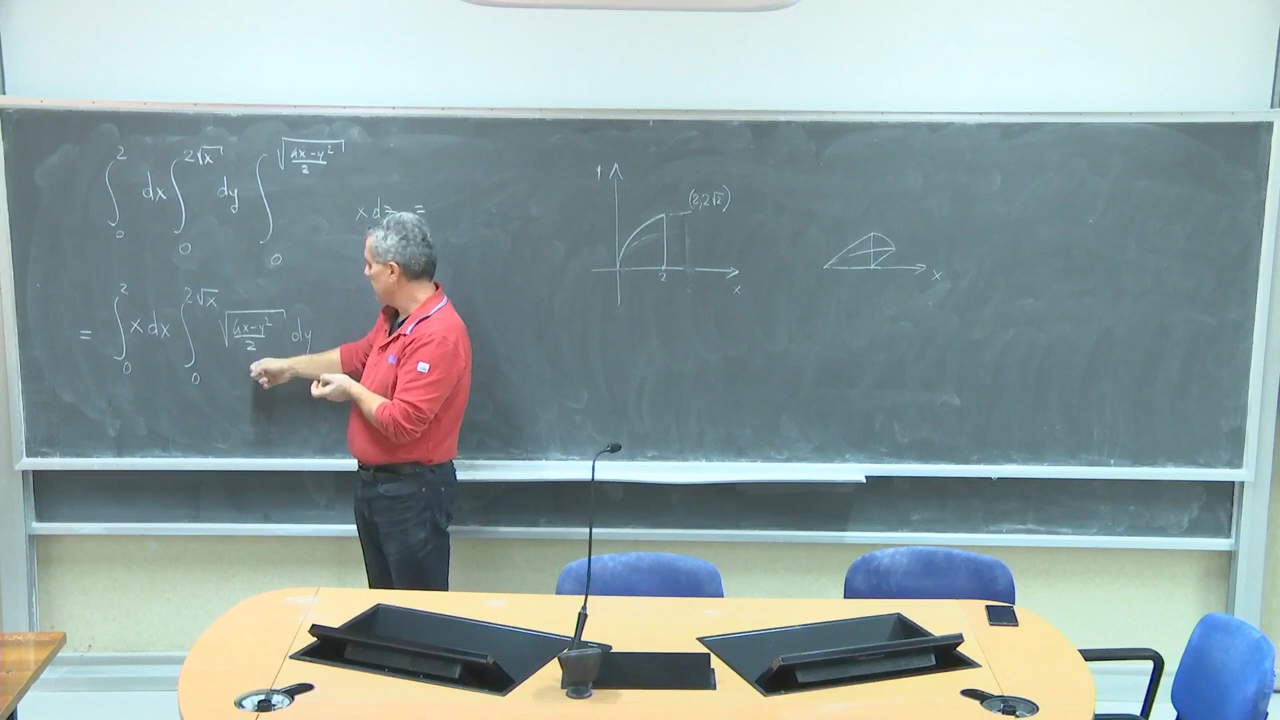 ∫₀² dx ∫₀^{2√x} dy ∫₀^{√((4x-y²)/2)} x dz =
= ∫₀² x dx ∫₀^{2√x} √((4x-y²)/2) dy
y
(2,2√2)
2
x
x